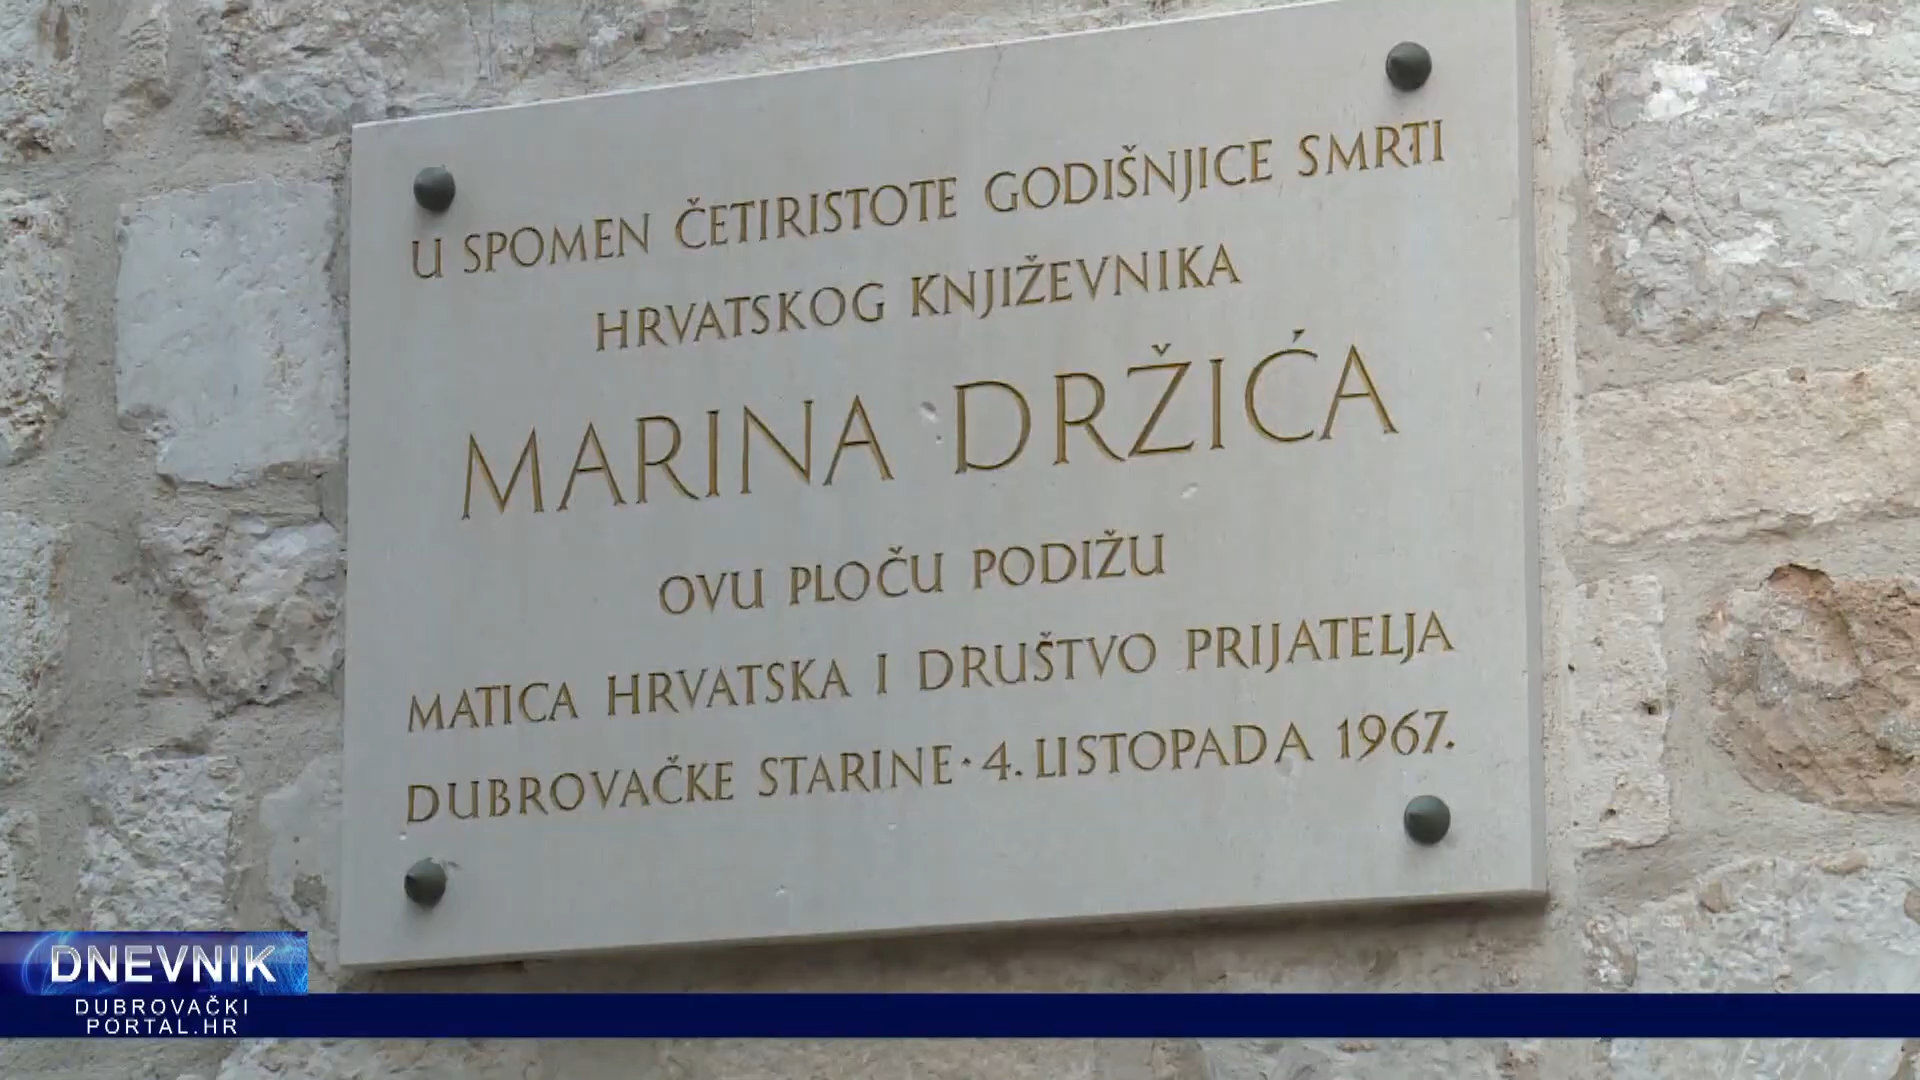 U SPOMEN ČETIRISTOTE GODIŠNJICE SMRTI
HRVATSKOG KNJIŽEVNIKA
MARINA DRŽIĆA
OVU PLOČU PODIŽU
MATICA HRVATSKA I DRUŠTVO PRIJATELJA
DUBROVAČKE STARINE · 4. LISTOPADA 1967.
DNEVNIK
DUBROVAČKI
PORTAL.HR